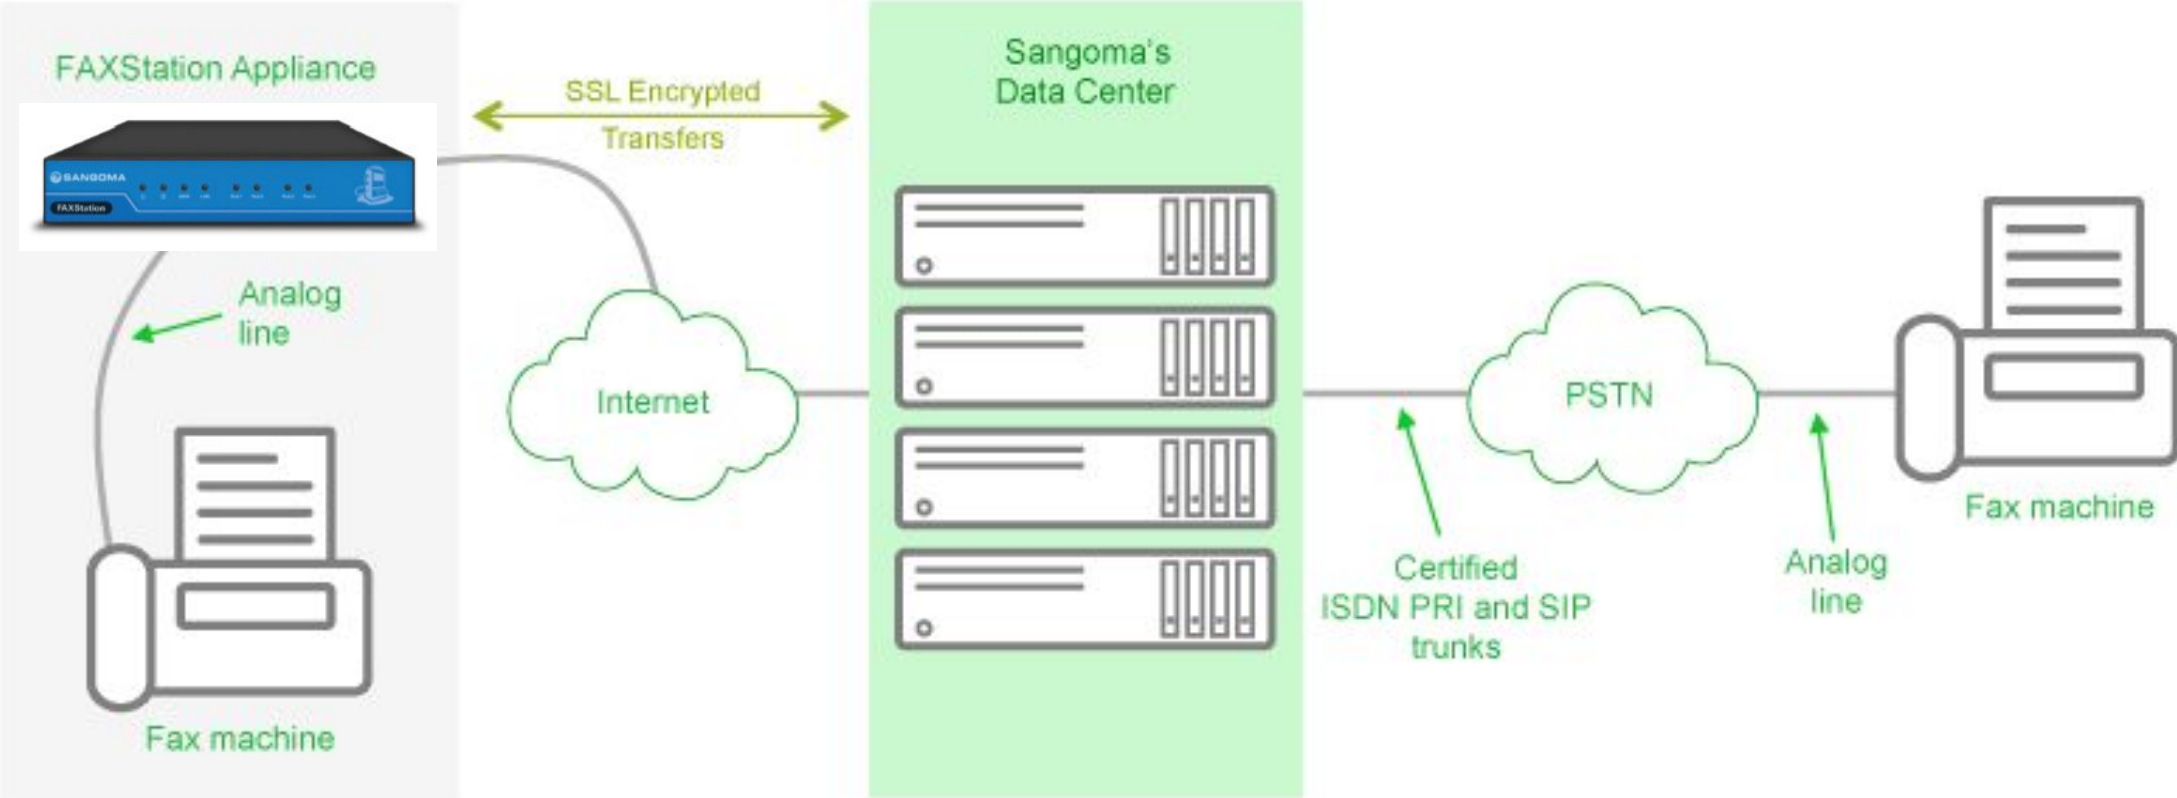 FAXStation Appliance
SANGOMA
FAXStation
Analog
line
Fax machine
SSL Encrypted
Transfers
Internet
Sangoma's
Data Center
Certified
ISDN PRI and SIP
trunks
PSTN
Analog
line
Fax machine